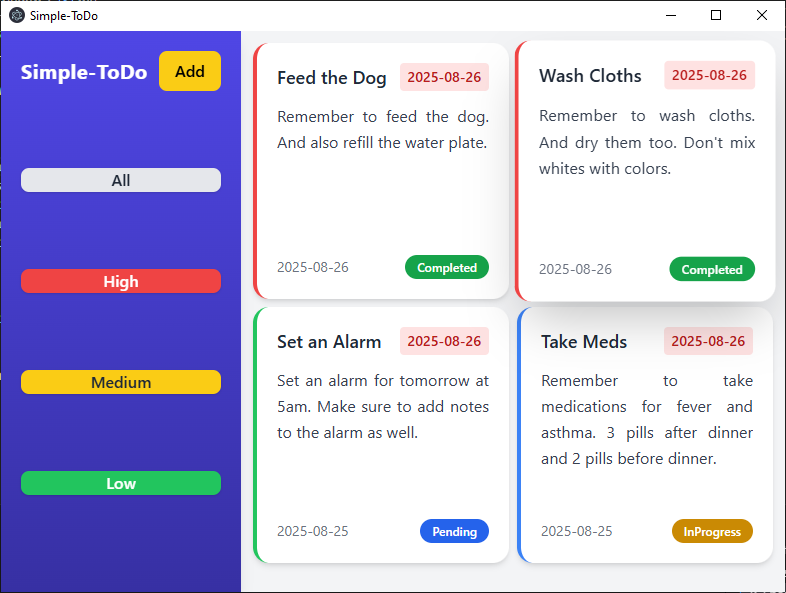 Simple-ToDo
Simple-ToDo
Add
All
High
Medium
Low
Feed the Dog
2025-08-26
Remember to feed the dog.
And also refill the water plate.
2025-08-26
Completed
Wash Cloths
2025-08-26
Remember to wash cloths.
And dry them too. Don't mix
whites with colors.
2025-08-26
Completed
Set an Alarm
2025-08-26
Set an alarm for tomorrow at
5am. Make sure to add notes
to the alarm as well.
2025-08-25
Pending
Take Meds
2025-08-26
Remember to take
medications for fever and
asthma. 3 pills after dinner
and 2 pills before dinner.
2025-08-25
InProgress